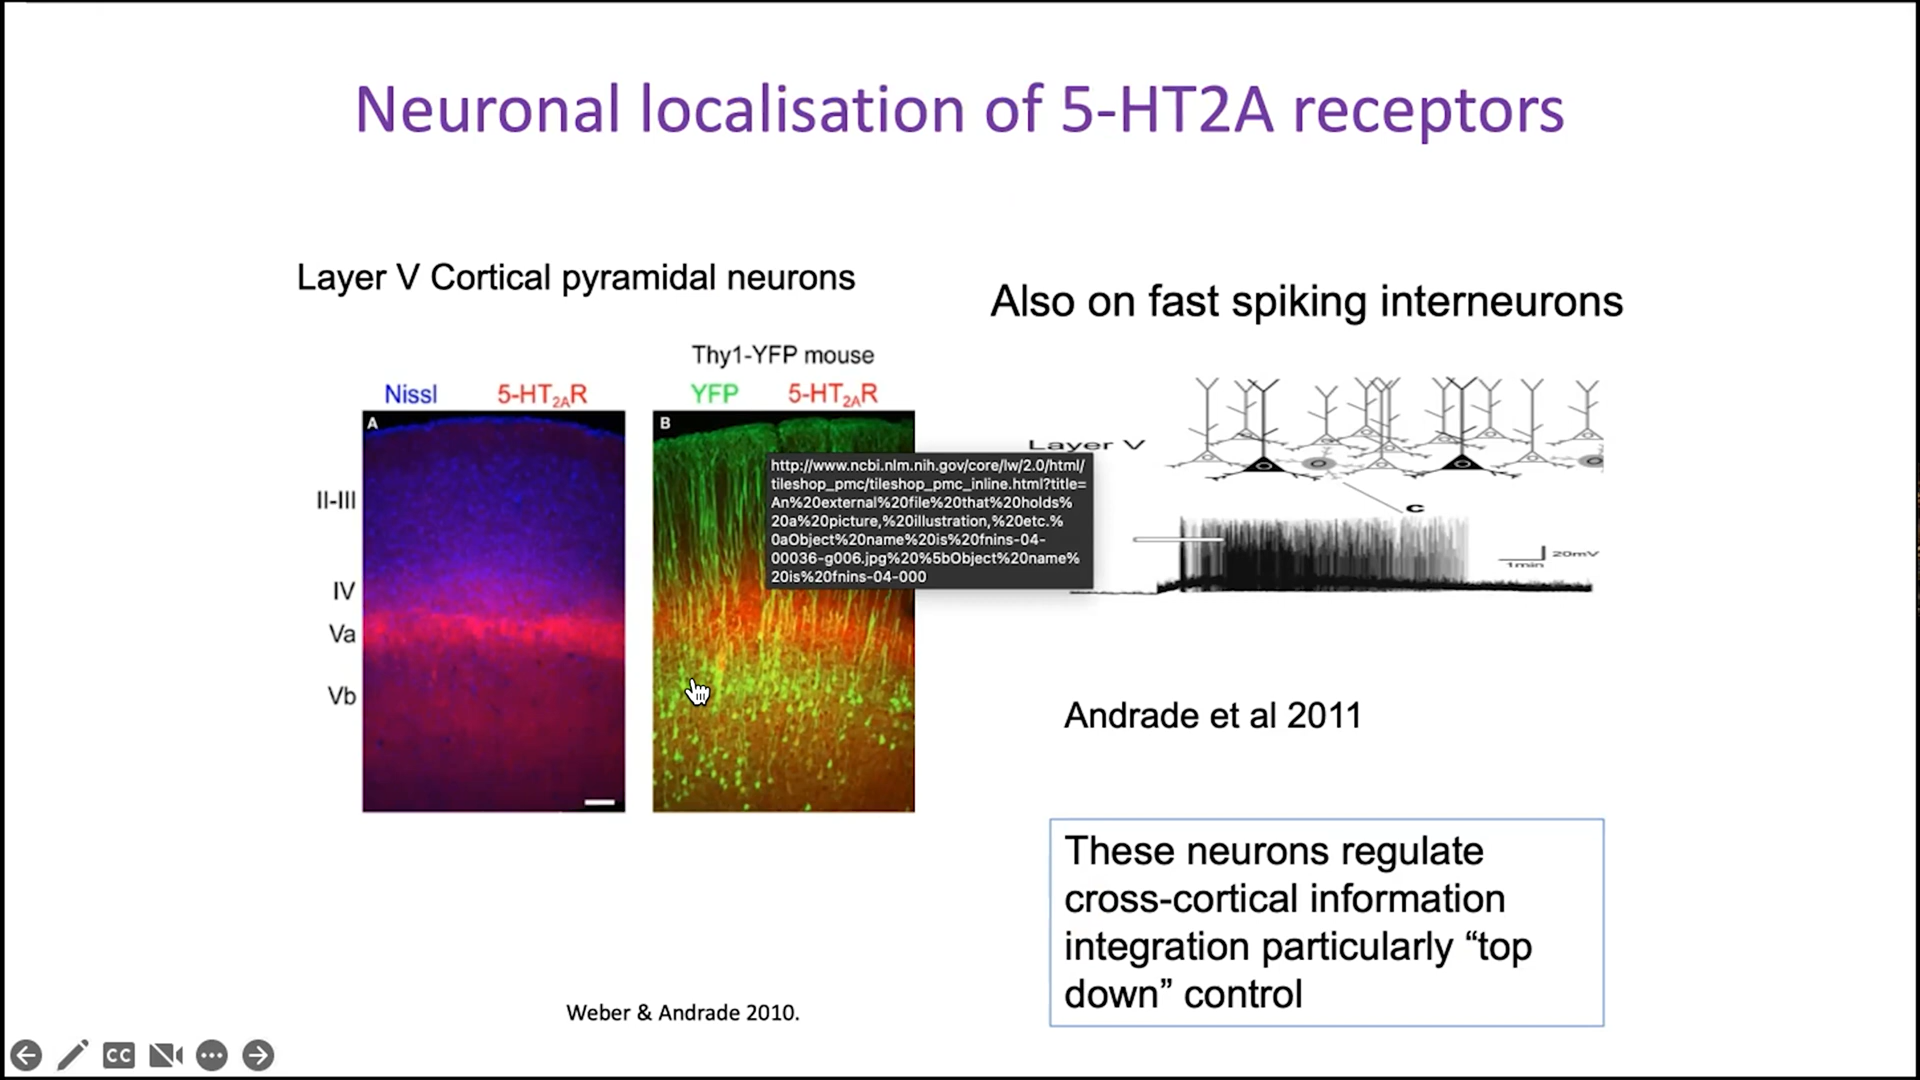 Neuronal localisation of 5-HT2A receptors
Layer V Cortical pyramidal neurons
Also on fast spiking interneurons
Thy1-YFP mouse
Nissl 5-HT2AR
YFP 5-HT2AR
A
B
II-III
IV
Va
Vb
http://www.ncbi.nlm.nih.gov/core/lw/2.0/html/
tileshop_pmc/tileshop_pmc_inline.html?title=
An%20external%20file%20that%20holds%
20a%20picture,%20illustration,%20etc.%
0aObject%20name%20is%20fnins-04-
00036-g006.jpg%20%5bObject%20name%
20is%20fnins-04-000
Layer V
C
20mV
1min
Andrade et al 2011
These neurons regulate
cross-cortical information
integration particularly “top
down” control
Weber & Andrade 2010.
CC